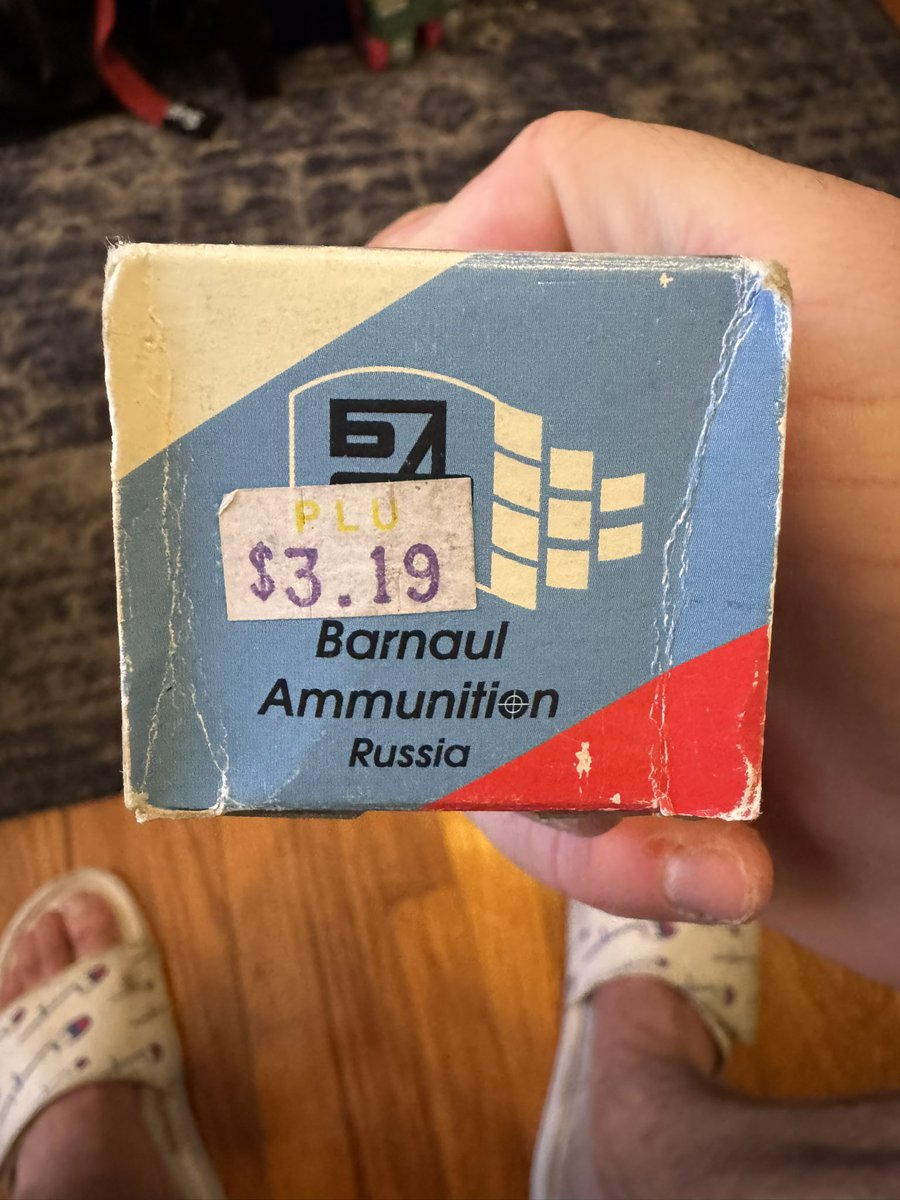 PLU
$3.19
Barnaul
Ammunition
Russia